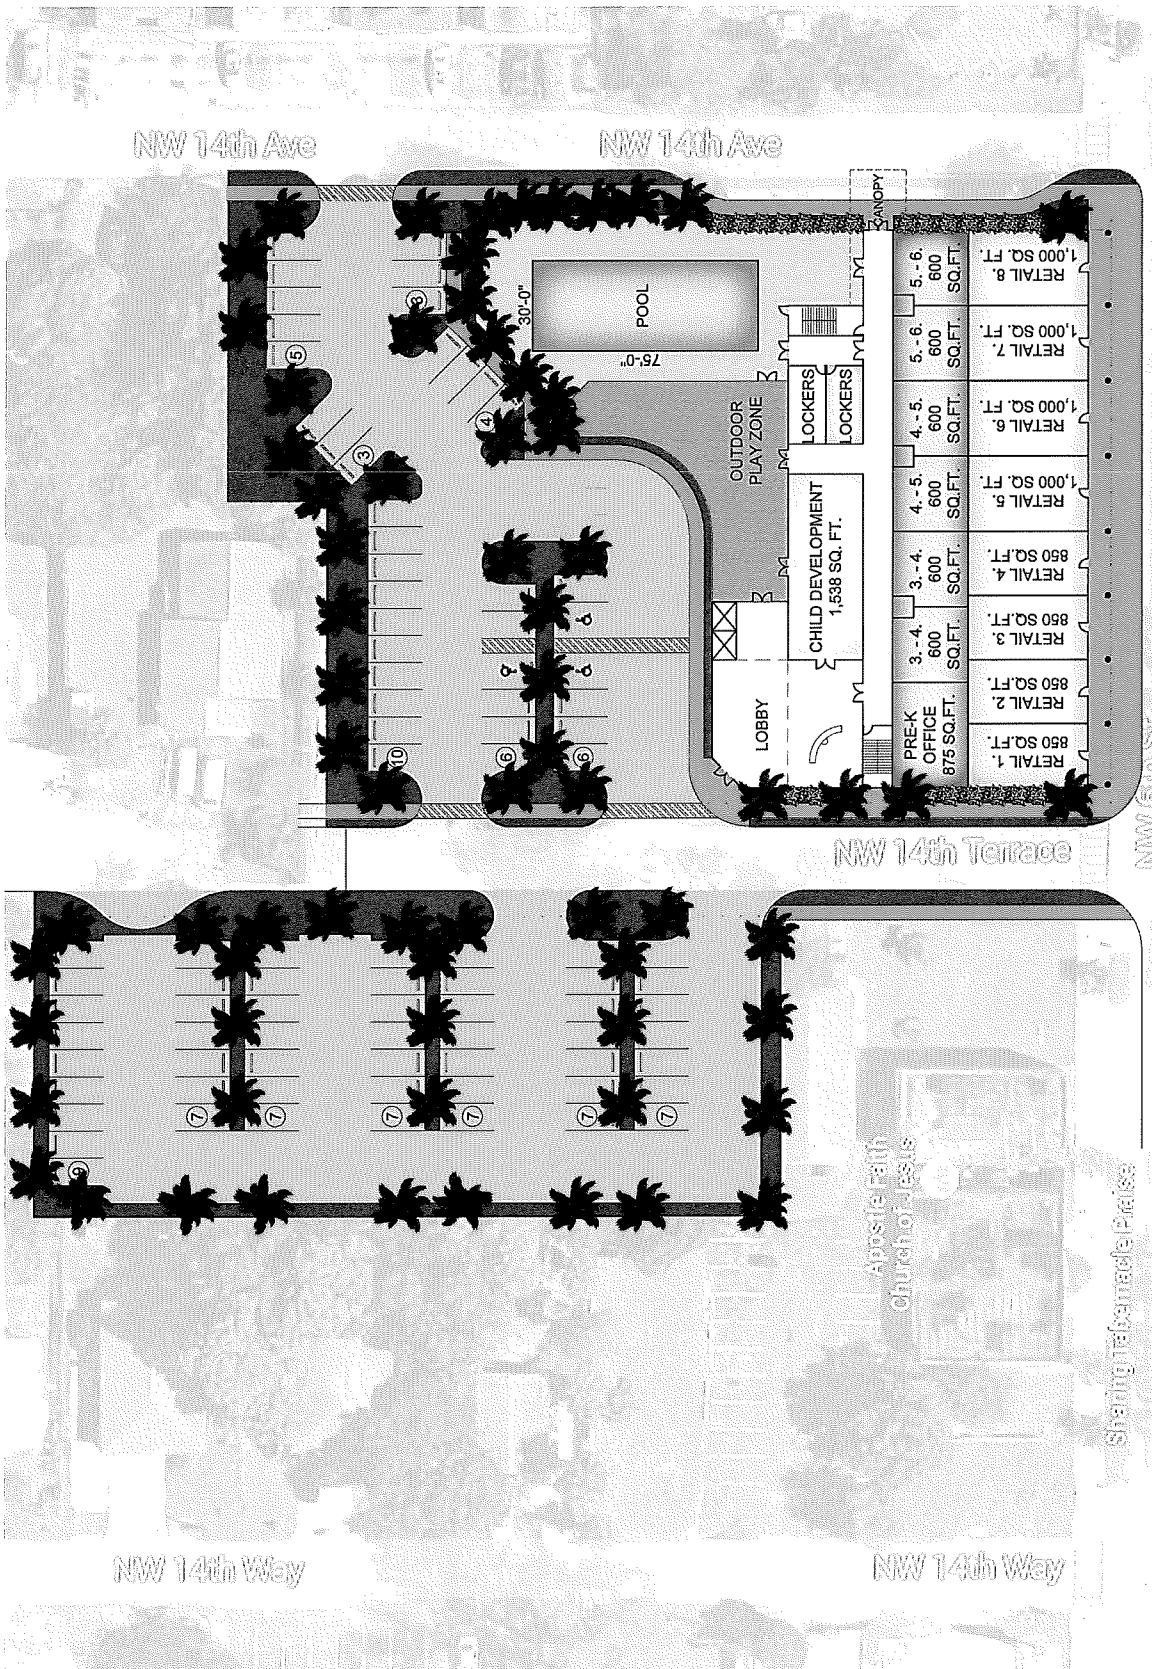 NW 14th Ave
NW 14th Ave
CANOPY
5. - 6.
600
SQ.FT.
RETAIL 8.
1,000 SQ. FT.
30'-0"
POOL
75'-0"
5. - 6.
600
SQ.FT.
RETAIL 7.
1,000 SQ. FT.
5
3
4
LOCKERS
LOCKERS
4. - 5.
600
SQ.FT.
RETAIL 6.
1,000 SQ. FT.
OUTDOOR
PLAY ZONE
4. - 5.
600
SQ.FT.
RETAIL 5.
1,000 SQ. FT.
CHILD DEVELOPMENT
1,538 SQ. FT.
3. - 4.
600
SQ.FT.
RETAIL 4.
850 SQ.FT.
3. - 4.
600
SQ.FT.
RETAIL 3.
850 SQ.FT.
LOBBY
PRE-K
OFFICE
875 SQ.FT.
RETAIL 2.
850 SQ.FT.
RETAIL 1.
850 SQ.FT.
10
6
6
NW 14th Terrace
7
7
7
7
7
7
9
Church of Jesus
Sharing Tabernacle Praise
NW 14th Way
NW 14th Way